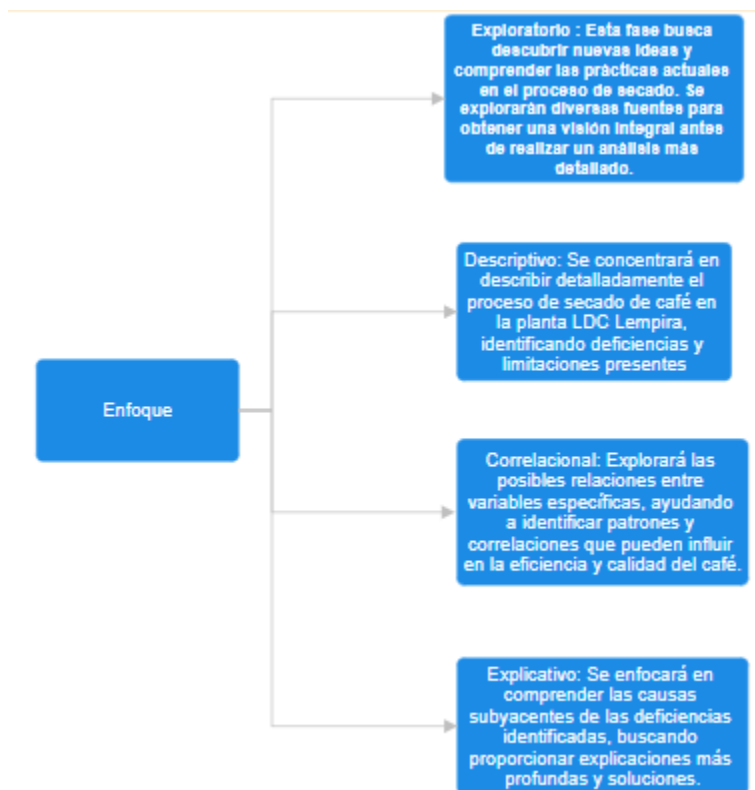 Exploratorio : Esta fase busca
descubrir nuevas ideas y
comprender las prácticas actuales
en el proceso de secado. Se
explorarán diversas fuentes para
obtener una visión integral antes
de realizar un análisis más
detallado.
Descriptivo: Se concentrará en
describir detalladamente el
proceso de secado de café en
la planta LDC Lempira,
identificando deficiencias y
limitaciones presentes
Enfoque
Correlacional: Explorará las
posibles relaciones entre
variables específicas, ayudando
a identificar patrones y
correlaciones que pueden influir
en la eficiencia y calidad del café.
Explicativo: Se enfocará en
comprender las causas
subyacentes de las deficiencias
identificadas, buscando
proporcionar explicaciones más
profundas y soluciones.